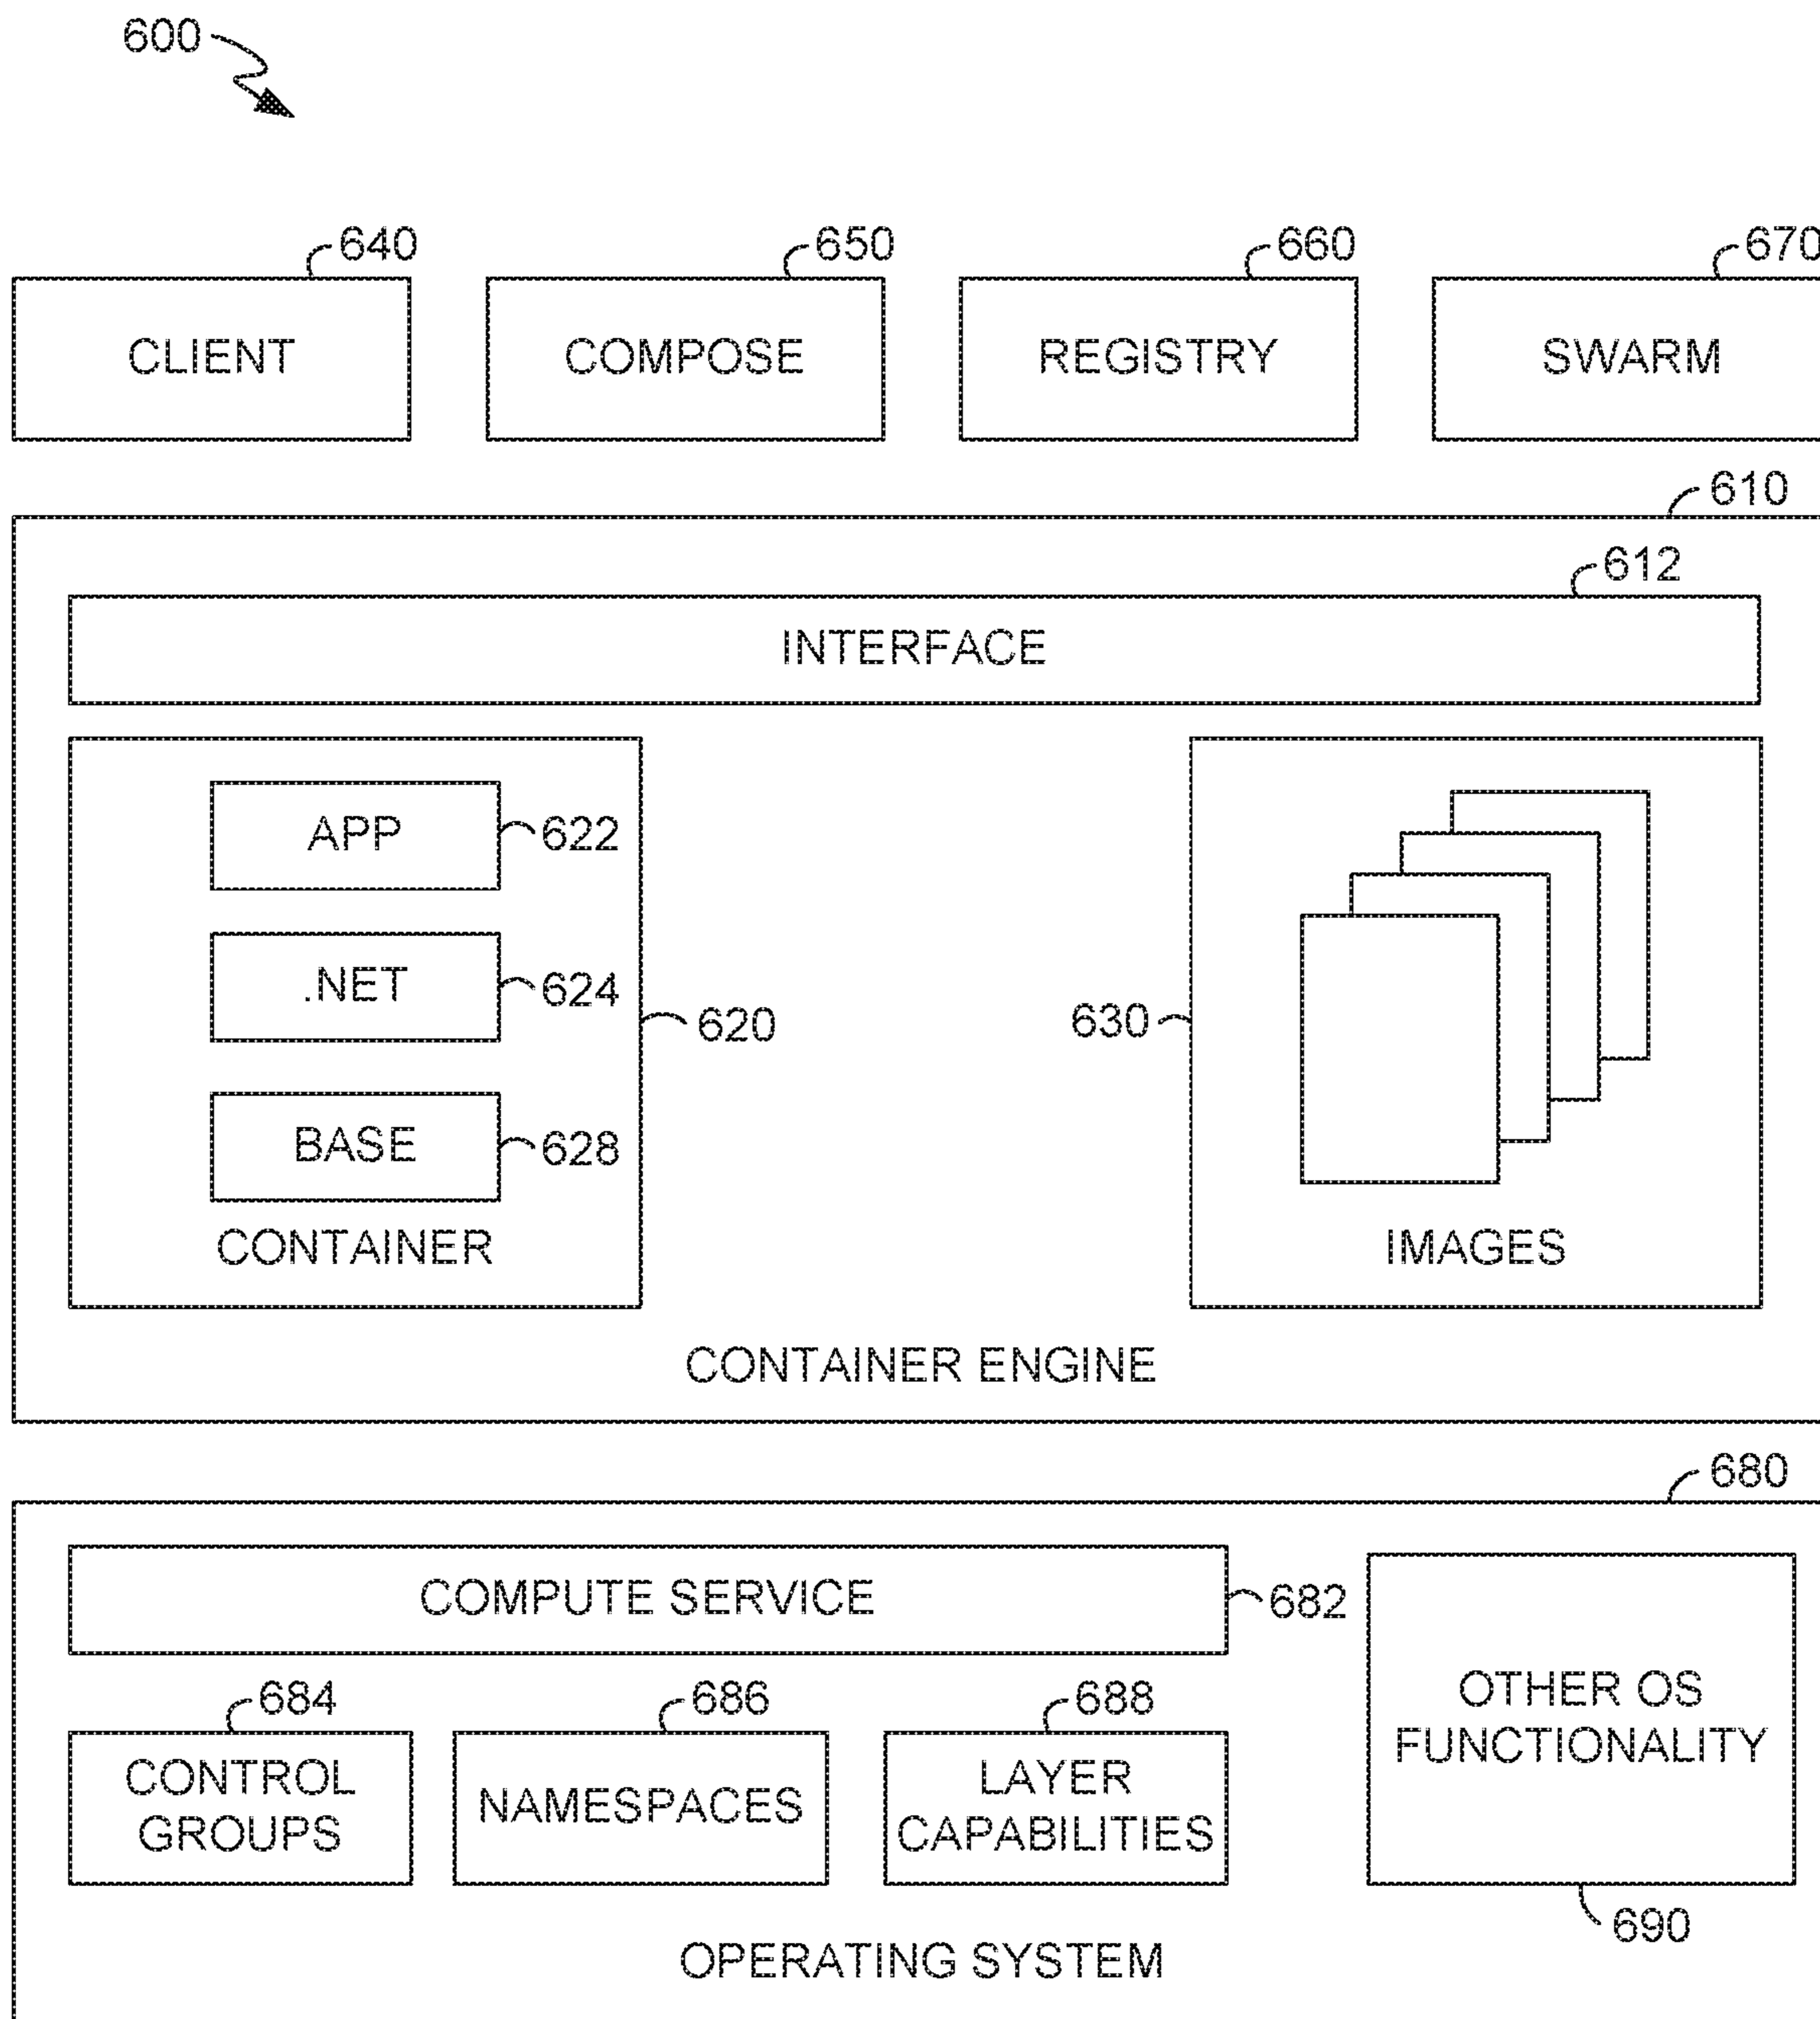 600
640
650
660
670
CLIENT
COMPOSE
REGISTRY
SWARM
610
612
INTERFACE
APP
622
.NET
624
620
630
BASE
628
CONTAINER
IMAGES
CONTAINER ENGINE
680
COMPUTE SERVICE
682
684
686
688
CONTROL
GROUPS
NAMESPACES
LAYER
CAPABILITIES
OTHER OS
FUNCTIONALITY
690
OPERATING SYSTEM